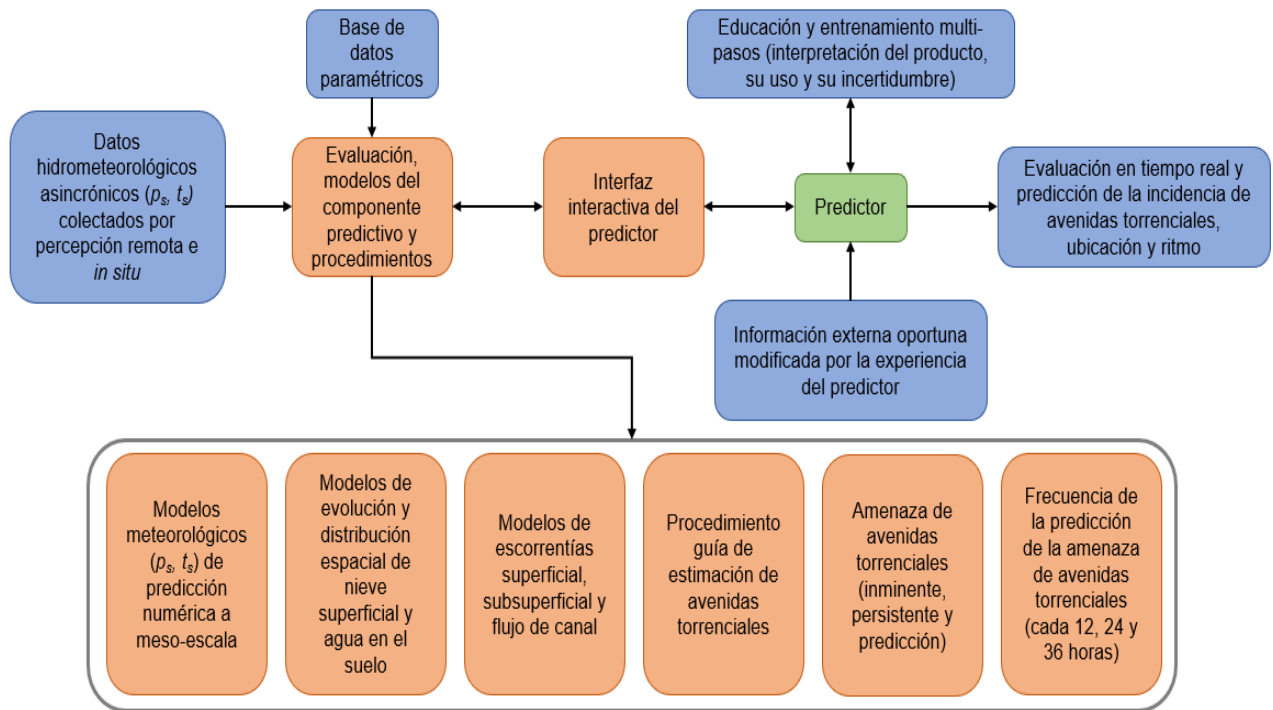 Base de
datos
paramétricos
Educación y entrenamiento multi-
pasos (interpretación del producto,
su uso y su incertidumbre)
Datos
hidrometeorológicos
asincrónicos (ps, ts)
colectados por
percepción remota e
in situ
Evaluación,
modelos del
componente
predictivo y
procedimientos
Interfaz
interactiva del
predictor
Predictor
Evaluación en tiempo real y
predicción de la incidencia de
avenidas torrenciales,
ubicación y ritmo
Información externa oportuna
modificada por la experiencia
del predictor
Modelos
meteorológicos
(ps, ts) de
predicción
numérica a
meso-escala
Modelos de
evolución y
distribución
espacial de
nieve
superficial y
agua en el
suelo
Modelos de
escorrentías
superficial,
subsuperficial y
flujo de canal
Procedimiento
guía de
estimación de
avenidas
torrenciales
Amenaza de
avenidas
torrenciales
(inminente,
persistente y
predicción)
Frecuencia de
la predicción
de la amenaza
de avenidas
torrenciales
(cada 12, 24 y
36 horas)